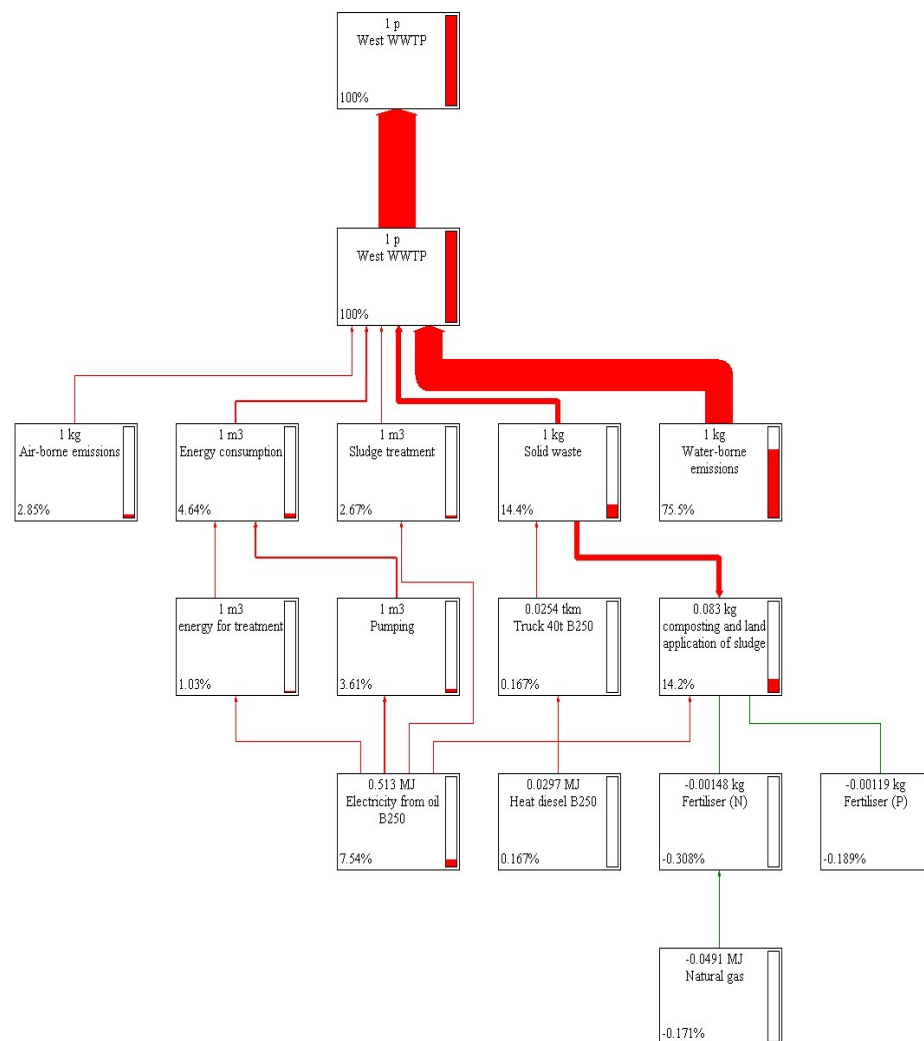 1 p
West WWTP
100%
1 p
West WWTP
100%
1 kg
Air-borne emissions
2.85%
1 m3
Energy consumption
4.64%
1 m3
Sludge treatment
2.67%
1 kg
Solid waste
14.4%
1 kg
Water-borne
emissions
75.5%
1 m3
energy for treatment
1.03%
1 m3
Pumping
3.61%
0.0254 tkm
Truck 40t B250
0.167%
0.083 kg
composting and land
application of sludge
14.2%
0.513 MJ
Electricity from oil
B250
7.54%
0.0297 MJ
Heat diesel B250
0.167%
-0.00148 kg
Fertiliser (N)
-0.308%
-0.00119 kg
Fertiliser (P)
-0.189%
-0.0491 MJ
Natural gas
-0.171%